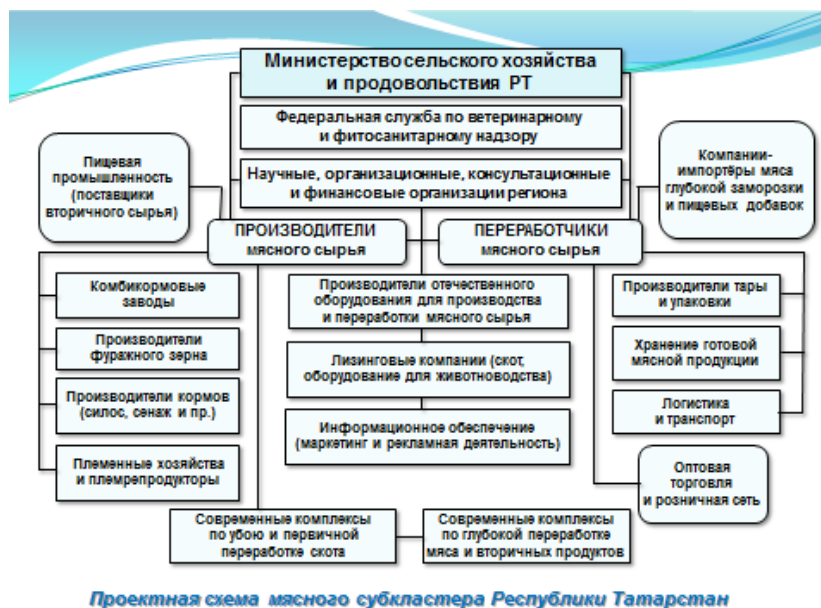 Министерство сельского хозяйства
и продовольствия РТ
Федеральная служба по ветеринарному
и фитосанитарному надзору
Научные, организационные, консультационные
и финансовые организации региона
Пищевая
промышленность
(поставщики
вторичного сырья)
Компании-
импортёры мяса
глубокой заморозки
и пищевых добавок
ПРОИЗВОДИТЕЛИ
мясного сырья
ПЕРЕРАБОТЧИКИ
мясного сырья
Комбикормовые
заводы
Производители
фуражного зерна
Производители кормов
(силос, сенаж и пр.)
Племенные хозяйства
и племрепродукторы
Производители отечественного
оборудования для производства
и переработки мясного сырья
Лизинговые компании (скот,
оборудование для животноводства)
Информационное обеспечение
(маркетинг и рекламная деятельность)
Производители тары
и упаковки
Хранение готовой
мясной продукции
Логистика
и транспорт
Оптовая
торговля
и розничная сеть
Современные комплексы
по убою и первичной
переработке скота
Современные комплексы
по глубокой переработке
мяса и вторичных продуктов
Проектная схема мясного субкластера Республики Татарстан